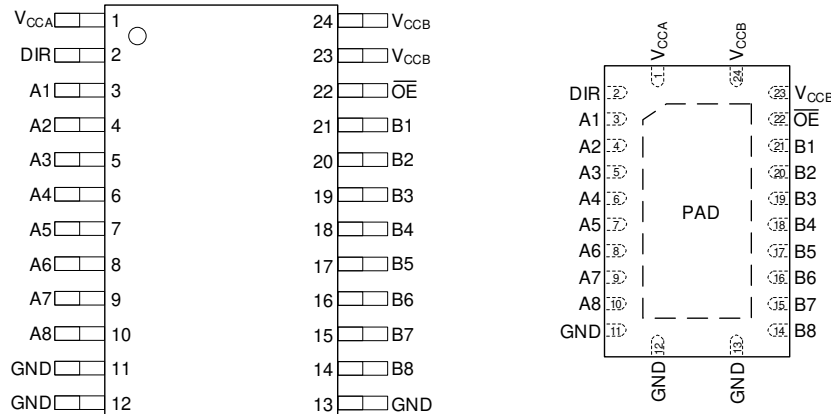 VCCA 1 24 VCCB
DIR 2 23 VCCB
A1 3 22 OE
A2 4 21 B1
A3 5 20 B2
A4 6 19 B3
A5 7 18 B4
A6 8 17 B5
A7 9 16 B6
A8 10 15 B7
GND 11 14 B8
GND 12 13 GND
VCCA VCCB
1 24
DIR 2 23 VCCB
A1 3 22 OE
A2 4 21 B1
A3 5 20 B2
A4 6 19 B3
A5 7 18 B4
A6 8 17 B5
A7 9 16 B6
A8 10 15 B7
GND 11 14 B8
PAD
12 13
GND GND